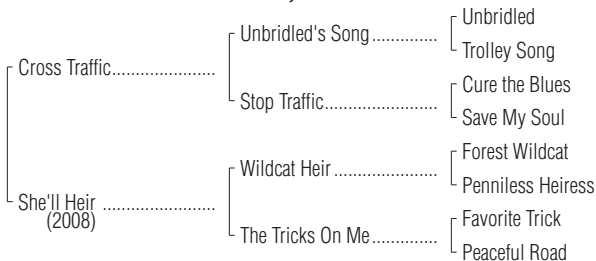 Unbridled
Unbridled's Song..............
Trolley Song
Cross Traffic.......................
Cure the Blues
Stop Traffic.........................
Save My Soul
Forest Wildcat
Wildcat Heir.......................
Penniless Heiress
She'll Heir .........................
(2008)
Favorite Trick
The Tricks On Me..............
Peaceful Road